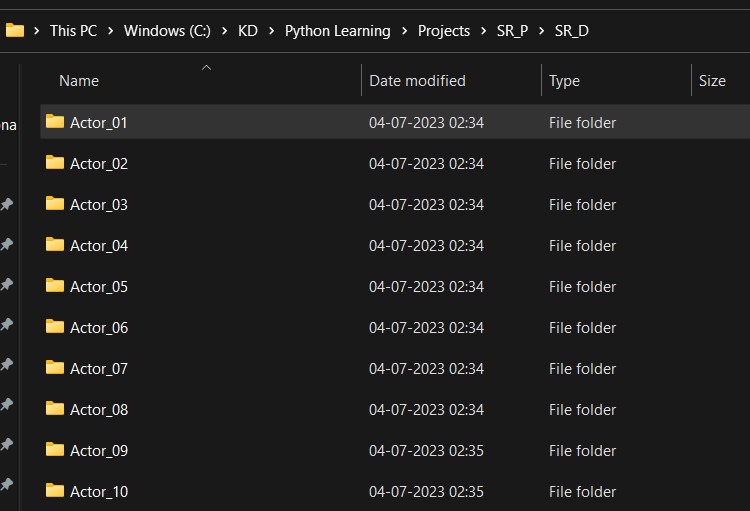 This PC > Windows (C:) > KD > Python Learning > Projects > SR_P > SR_D
Name Date modified Type Size
ona
Actor_01 04-07-2023 02:34 File folder
Actor_02 04-07-2023 02:34 File folder
Actor_03 04-07-2023 02:34 File folder
Actor_04 04-07-2023 02:34 File folder
Actor_05 04-07-2023 02:34 File folder
Actor_06 04-07-2023 02:34 File folder
Actor_07 04-07-2023 02:34 File folder
Actor_08 04-07-2023 02:34 File folder
Actor_09 04-07-2023 02:35 File folder
Actor_10 04-07-2023 02:35 File folder